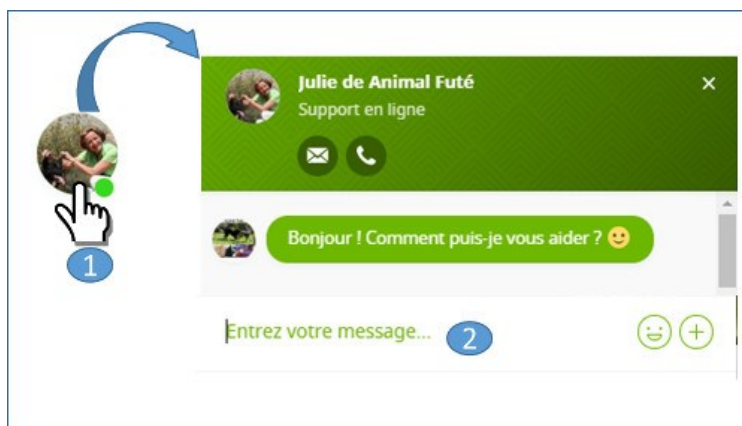 Julie de Animal Futé
Support en ligne
Bonjour ! Comment puis-je vous aider ? 🙂
1
Entrez votre message...
2